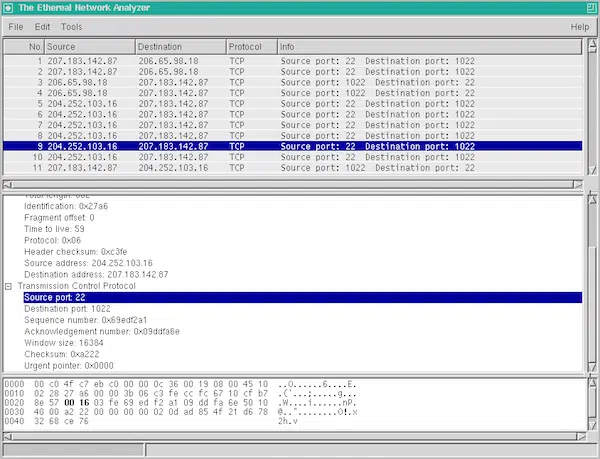 The Ethereal Network Analyzer
File Edit Tools Help
No. Source Destination Protocol Info
1 207.183.142.87 206.65.98.18 TCP Source port: 22 Destination port: 1022
2 207.183.142.87 206.65.98.18 TCP Source port: 22 Destination port: 1022
3 206.65.98.18 207.183.142.87 TCP Source port: 1022 Destination port: 22
4 206.65.98.18 207.183.142.87 TCP Source port: 1022 Destination port: 22
5 204.252.103.16 207.183.142.87 TCP Source port: 22 Destination port: 1022
6 204.252.103.16 207.183.142.87 TCP Source port: 22 Destination port: 1022
7 204.252.103.16 207.183.142.87 TCP Source port: 22 Destination port: 1022
8 204.252.103.16 207.183.142.87 TCP Source port: 22 Destination port: 1022
9 204.252.103.16 207.183.142.87 TCP Source port: 22 Destination port: 1022
10 204.252.103.16 207.183.142.87 TCP Source port: 22 Destination port: 1022
11 207.183.142.87 204.252.103.16 TCP Source port: 1022 Destination port: 22
Identification: 0x27a6
Fragment offset: 0
Time to live: 59
Protocol: 0x06
Header checksum: 0xc3fe
Source address: 204.252.103.16
Destination address: 207.183.142.87
Transmission Control Protocol
Source port: 22
Destination port: 1022
Sequence number: 0x69edf2a1
Acknowledgement number: 0x09ddfa6e
Window size: 16384
Checksum: 0xa222
Urgent pointer: 0x0000
0000 00 c0 4f c7 eb c0 00 00 0c 36 00 19 08 00 45 10 ..O......6....E.
0010 02 28 27 a6 00 00 3b 06 c3 fe cc fc 67 10 cf b7 .('...;.....g...
0020 8e 57 00 16 03 fe 69 ed f2 a1 09 dd fa 6e 50 10 .W....i......nP.
0030 40 00 a2 22 00 00 00 00 02 0d ad 85 4f 21 d6 78 @.."........O!.x
0040 32 68 ce 76 2h.v